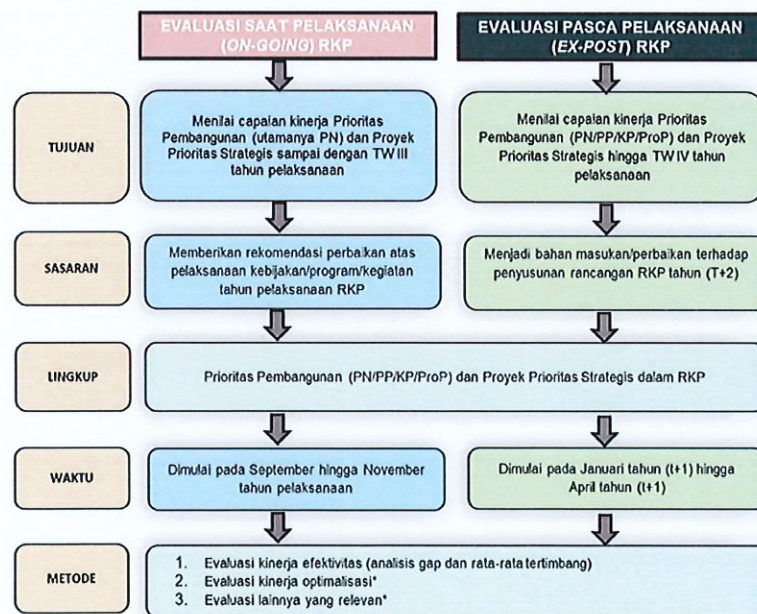 EVALUASI SAAT PELAKSANAAN
(ON-GOING) RKP
EVALUASI PASCA PELAKSANAAN
(EX-POST) RKP
TUJUAN
Menilai capaian kinerja Prioritas
Pembangunan (utamanya PN) dan Proyek
Prioritas Strategis sampai dengan TW III
tahun pelaksanaan
Menilai capaian kinerja Prioritas
Pembangunan (PN/PP/KP/ProP) dan Proyek
Prioritas Strategis hingga TW IV tahun
pelaksanaan
SASARAN
Memberikan rekomendasi perbaikan atas
pelaksanaan kebijakan/program/kegiatan
tahun pelaksanaan RKP
Menjadi bahan masukan/perbaikan terhadap
penyusunan rancangan RKP tahun (T+2)
LINGKUP
Prioritas Pembangunan (PN/PP/KP/ProP) dan Proyek Prioritas Strategis dalam RKP
WAKTU
Dimulai pada September hingga November
tahun pelaksanaan
Dimulai pada Januari tahun (t+1) hingga
April tahun (t+1)
METODE
1. Evaluasi kinerja efektivitas (analisis gap dan rata-rata tertimbang)
2. Evaluasi kinerja optimalisasi*
3. Evaluasi lainnya yang relevan*